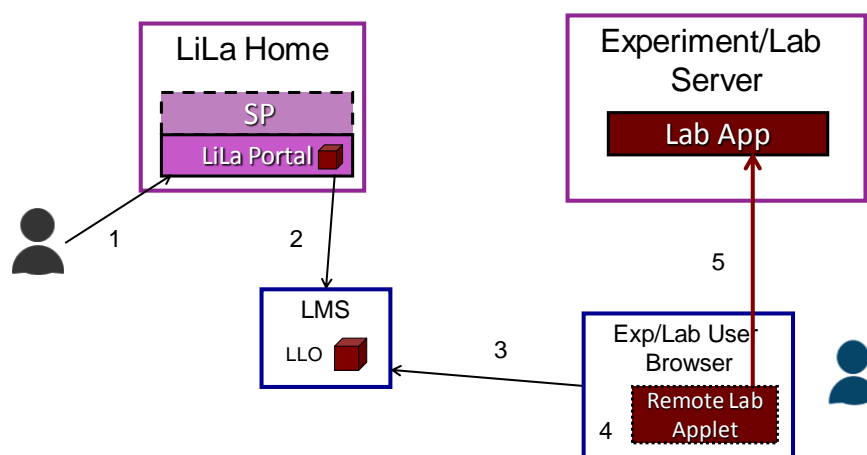 LiLa Home
SP
LiLa Portal
Experiment/Lab
Server
Lab App
1
2
5
LMS
LLO
3
Exp/Lab User
Browser
Remote Lab
Applet
4